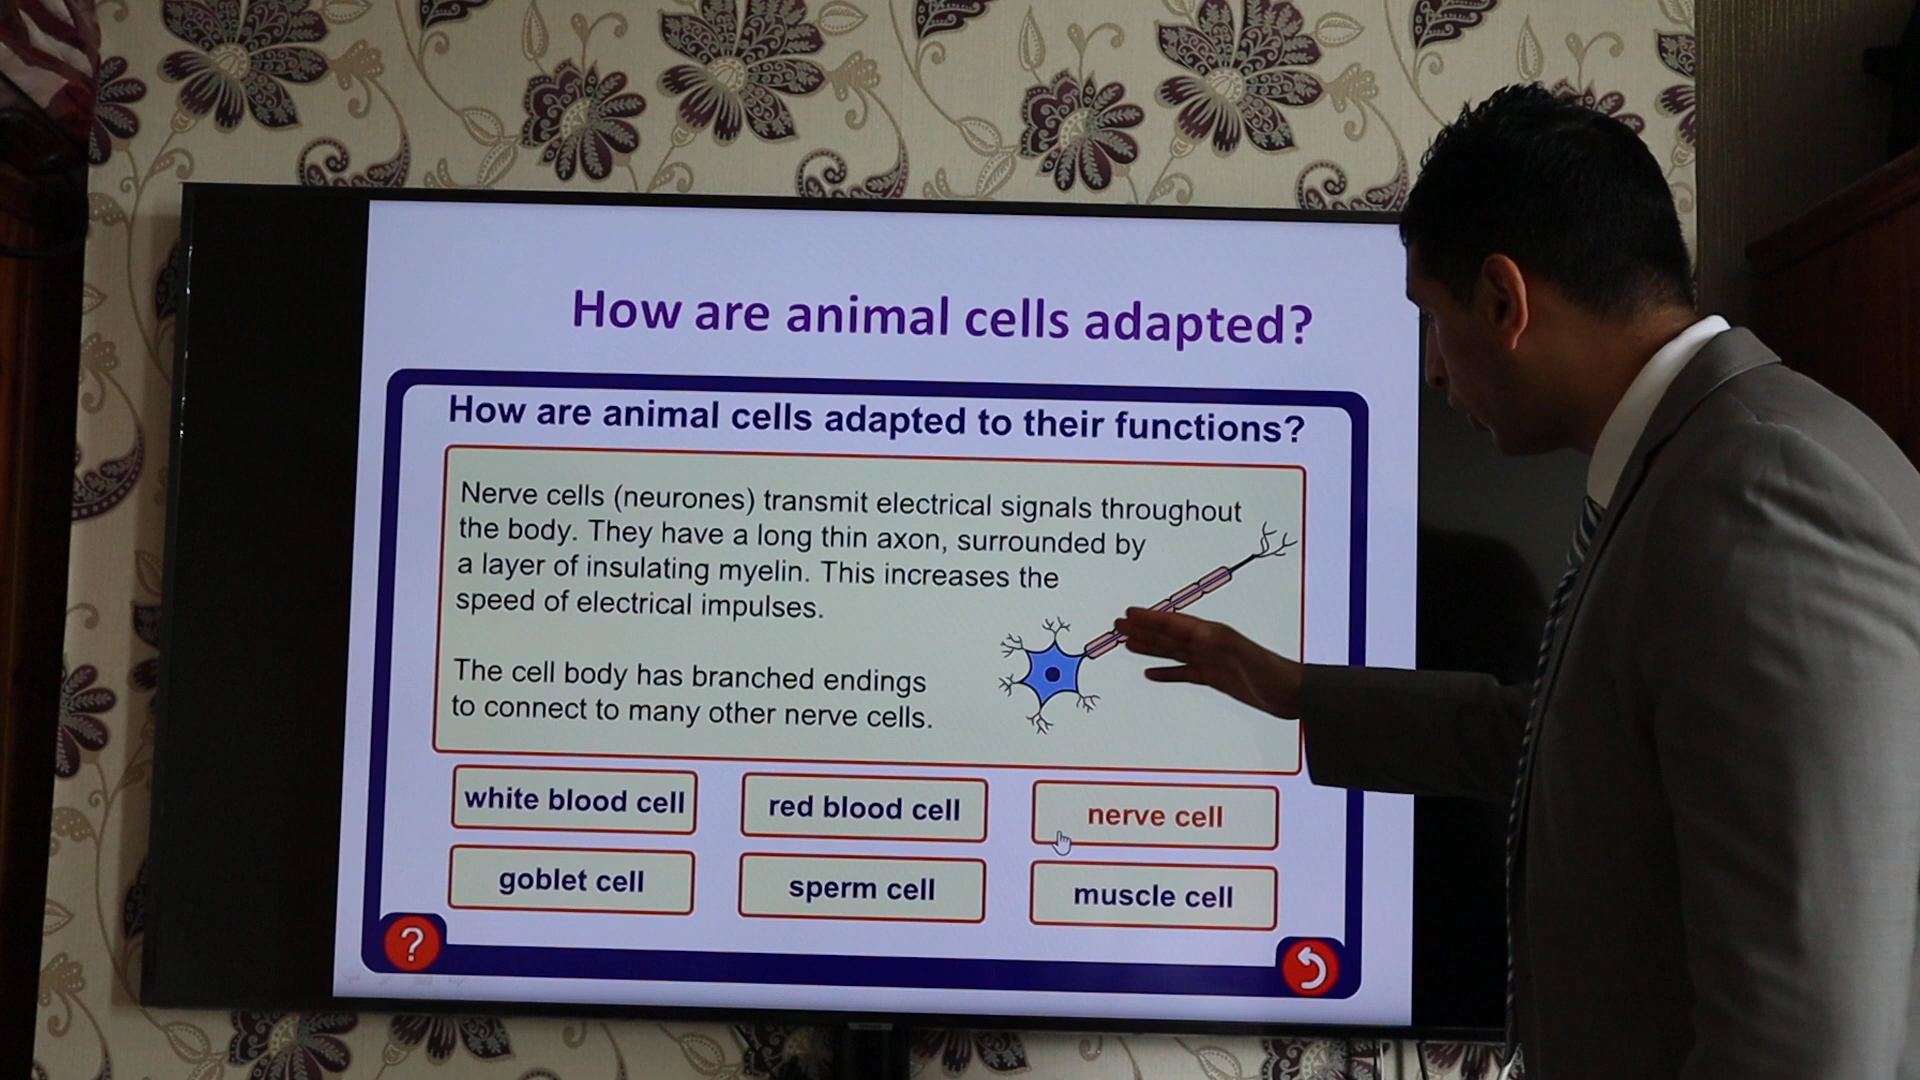 How are animal cells adapted?
How are animal cells adapted to their functions?
Nerve cells (neurones) transmit electrical signals throughout
the body. They have a long thin axon, surrounded by
a layer of insulating myelin. This increases the
speed of electrical impulses.
The cell body has branched endings
to connect to many other nerve cells.
white blood cell
red blood cell
nerve cell
goblet cell
sperm cell
muscle cell
?